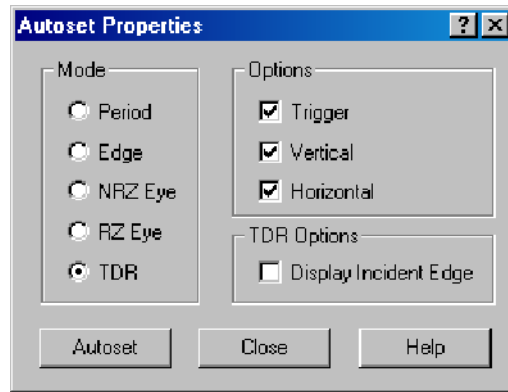 Autoset Properties
Mode
Period
Edge
NRZ Eye
RZ Eye
TDR
Options
Trigger
Vertical
Horizontal
TDR Options
Display Incident Edge
Autoset
Close
Help